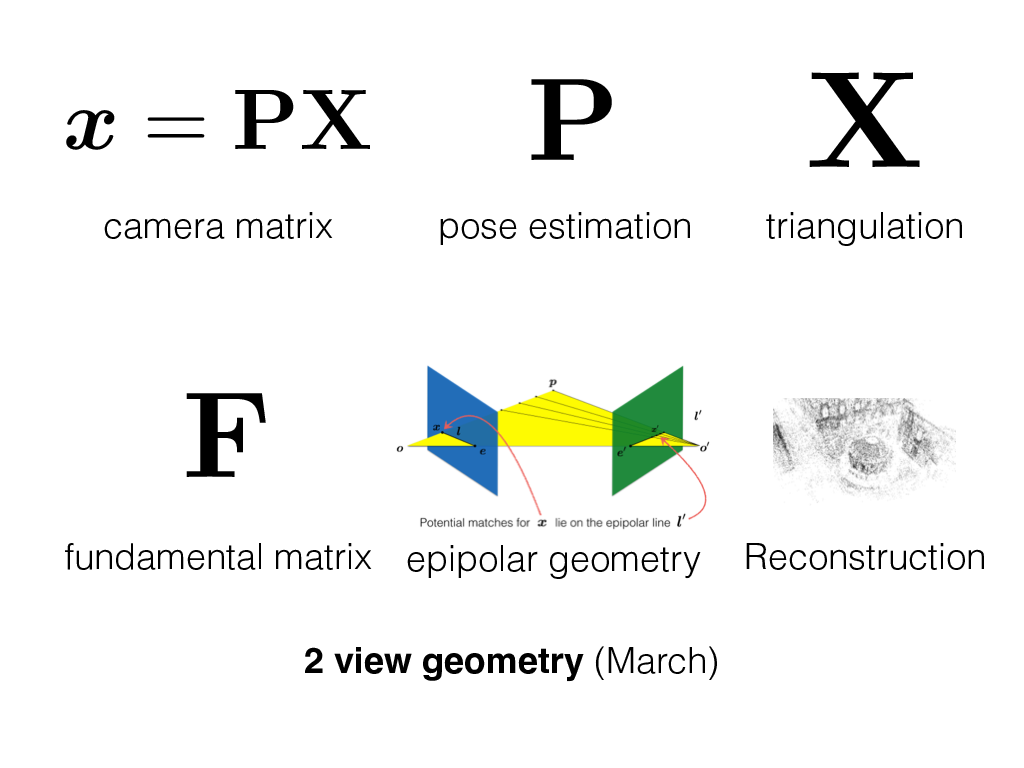 x = PX
P
X
camera matrix
pose estimation
triangulation
F
p
x
l
o
e
l'
x'
e'
o'
Potential matches for x lie on the epipolar line l'
fundamental matrix
epipolar geometry
Reconstruction
2 view geometry (March)